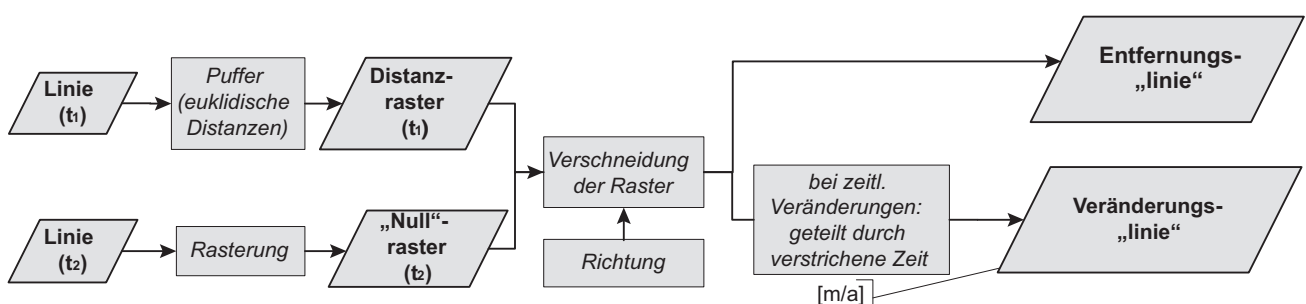 Linie
(t1)
Puffer
(euklidische
Distanzen)
Distanz-
raster
(t1)
Linie
(t2)
Rasterung
„Null“-
raster
(t2)
Verschneidung
der Raster
Richtung
Entfernungs-
„linie“
bei zeitl.
Veränderungen:
geteilt durch
verstrichene Zeit
Veränderungs-
„linie“
[m/a]